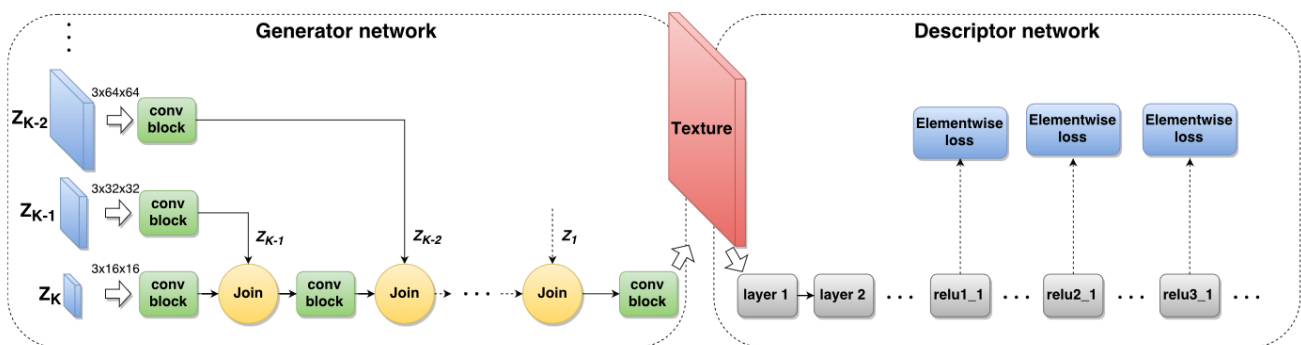 Generator network
Descriptor network
Z_{K-2}
3x64x64
conv
block
Texture
Elementwise
loss
Elementwise
loss
Elementwise
loss
Z_{K-1}
3x32x32
conv
block
Z_{K-1}
Z_{K-2}
Z_1
Z_K
3x16x16
conv
block
Join
conv
block
Join
. . .
Join
conv
block
layer 1
layer 2
. . .
relu1_1
. . .
relu2_1
. . .
relu3_1
. . .